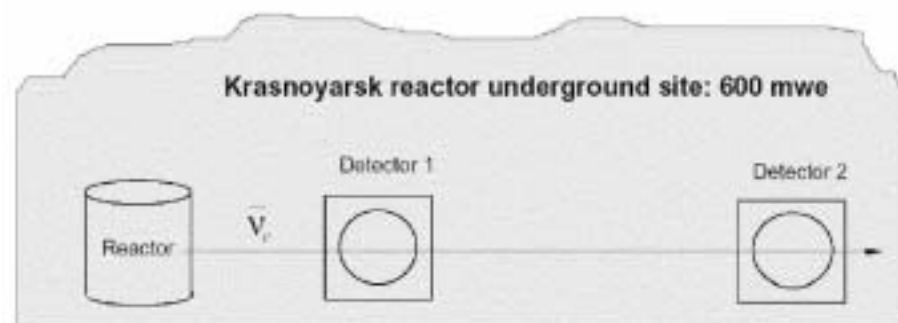 Krasnoyarsk reactor underground site: 600 mwe
Detector 1
Detector 2
Reactor
ν̄ₑ